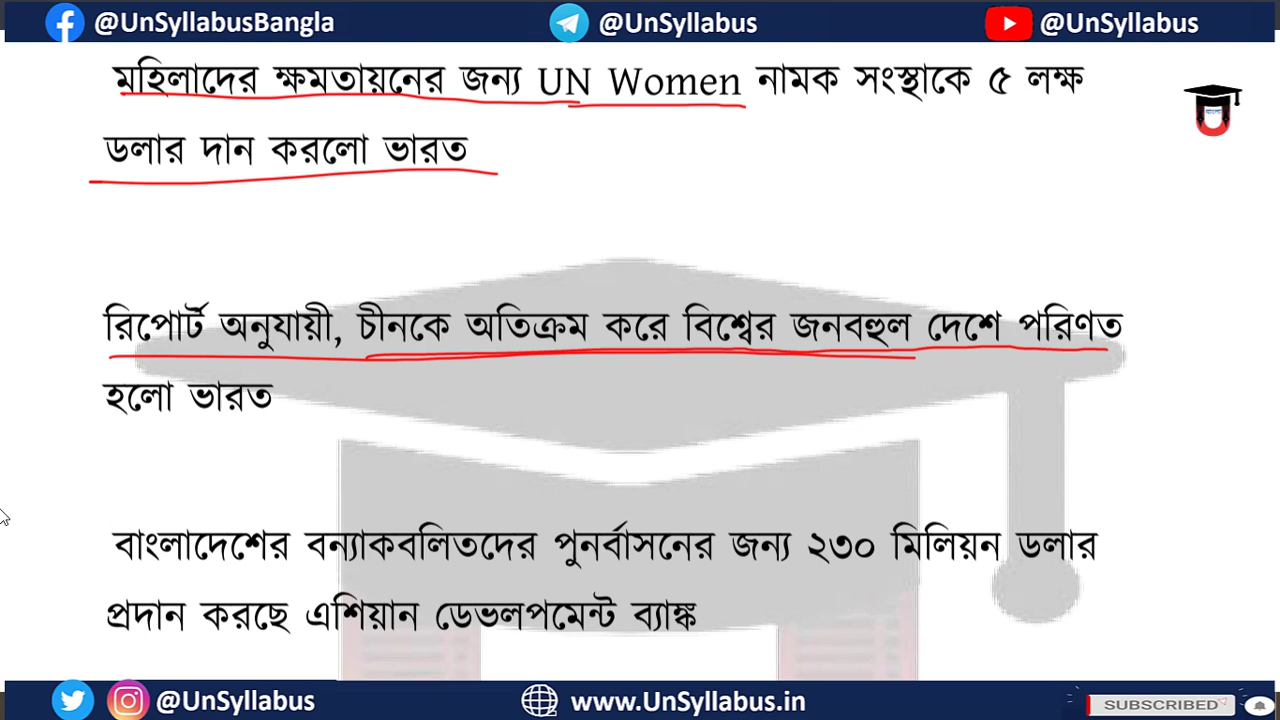 @UnSyllabusBangla @UnSyllabus @UnSyllabus
মহিলাদের ক্ষমতায়নের জন্য UN Women নামক সংস্থাকে ৫ লক্ষ
ডলার দান করলো ভারত
রিপোর্ট অনুযায়ী, চীনকে অতিক্রম করে বিশ্বের জনবহুল দেশে পরিণত
হলো ভারত
বাংলাদেশের বন্যাকবলিতদের পুনর্বাসনের জন্য ২৩০ মিলিয়ন ডলার
প্রদান করছে এশিয়ান ডেভলপমেন্ট ব্যাঙ্ক
@UnSyllabus www.UnSyllabus.in SUBSCRIBED